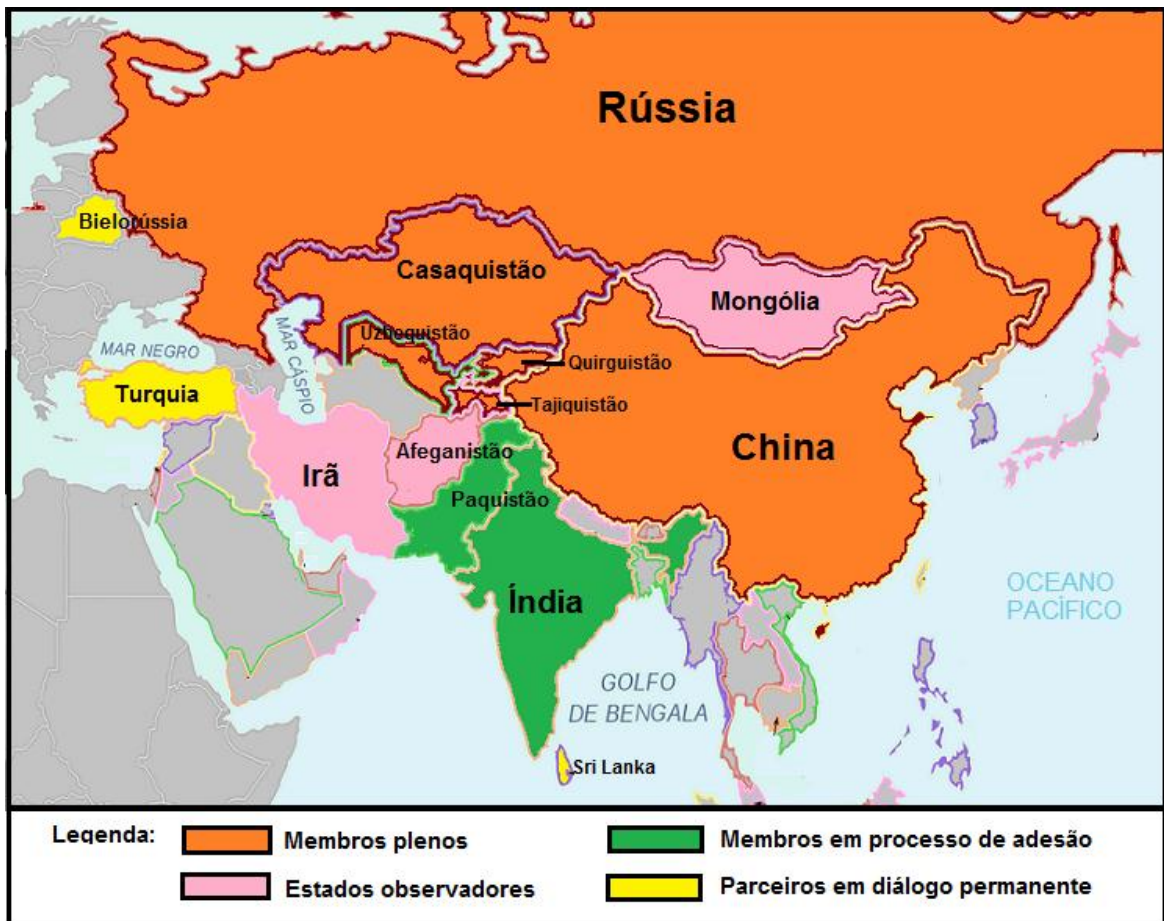 Rússia
Bielorússia
Casaquistão
Mongólia
Uzbequistão
MAR NEGRO
MAR CÁSPIO
Quirguistão
Turquia
Tajiquistão
China
Afeganistão
Irã
Paquistão
OCEANO
PACÍFICO
Índia
GOLFO
DE BENGALA
Sri Lanka
Legenda:
Membros plenos
Membros em processo de adesão
Estados observadores
Parceiros em diálogo permanente